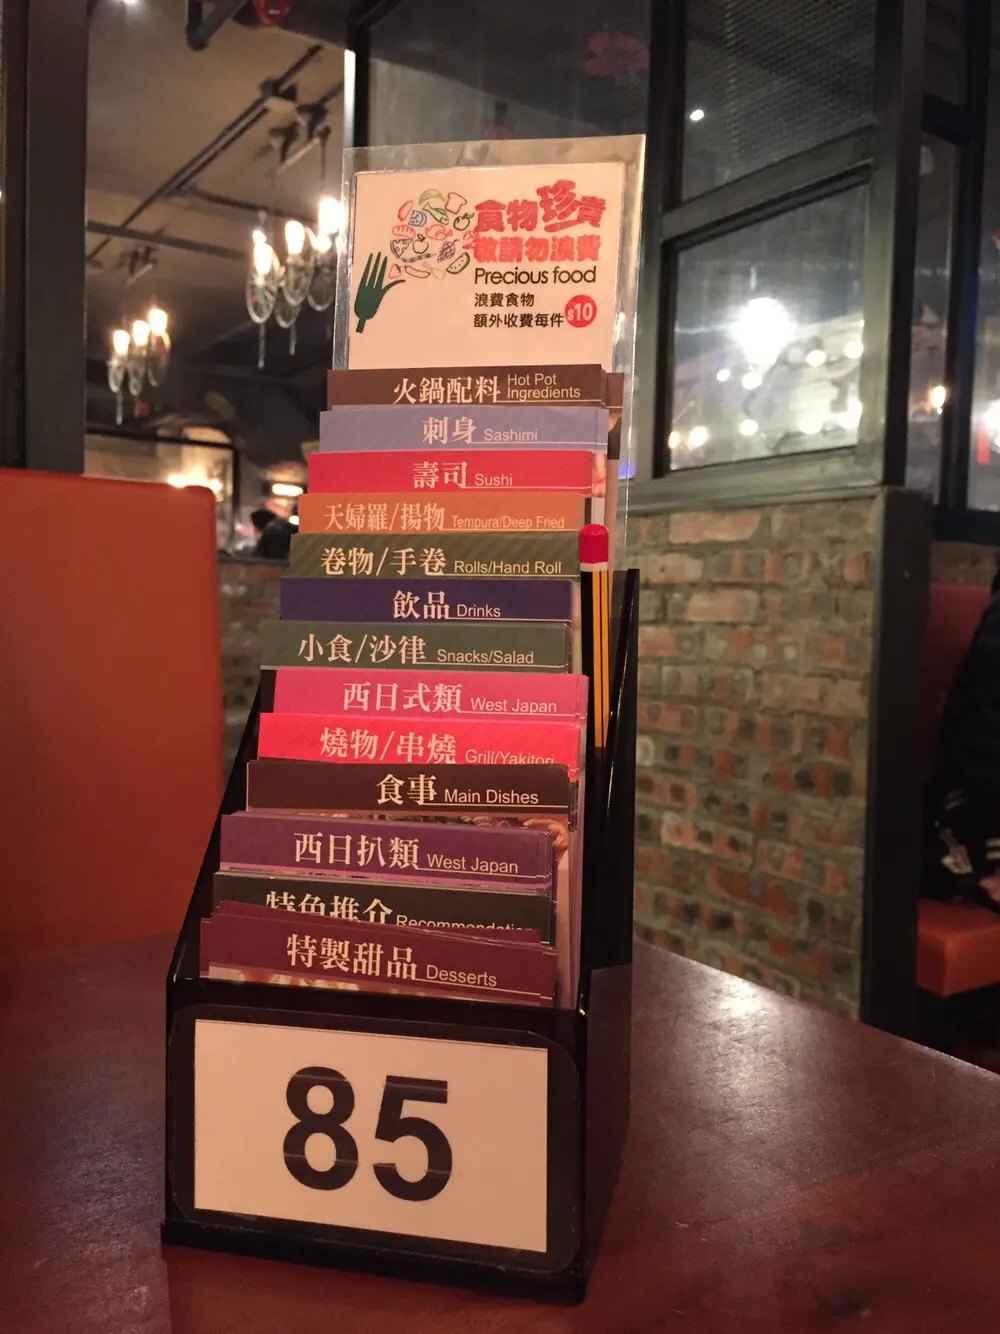 食物珍貴
敬請勿浪費
Precious food
浪費食物
額外收費每件 $10
火鍋配料 Hot Pot Ingredients
刺身 Sashimi
壽司 Sushi
天婦羅/揚物 Tempura/Deep Fried
卷物/手卷 Rolls/Hand Roll
飲品 Drinks
小食/沙律 Snacks/Salad
西日式類 West Japan
燒物/串燒 Grill/Yakitori
食事 Main Dishes
西日扒類 West Japan
特色推介 Recommendation
特製甜品 Desserts
85